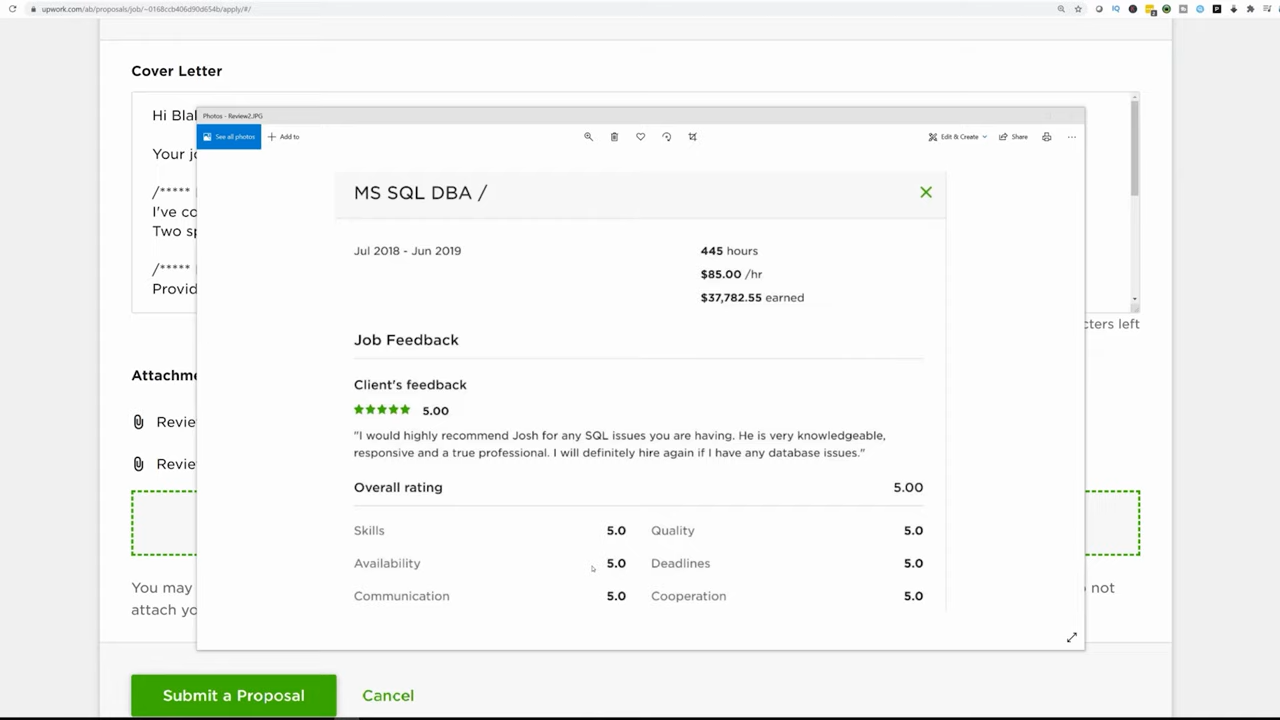 upwork.com/ab/proposals/job/~0168ccb406d90d654b/apply/#/
Cover Letter
Hi Bla
Your jo
/*****
I've co
Two sp
/*****
Provid
cters left
Attachme
Revie
Revie
You may
not
attach yo
Submit a Proposal
Cancel
Photos - Review2.JPG
See all photos
Add to
Edit & Create
Share
MS SQL DBA /
Jul 2018 - Jun 2019
445 hours
$85.00 /hr
$37,782.55 earned
Job Feedback
Client's feedback
5.00
"I would highly recommend Josh for any SQL issues you are having. He is very knowledgeable,
responsive and a true professional. I will definitely hire again if I have any database issues."
Overall rating 5.00
Skills 5.0 Quality 5.0
Availability 5.0 Deadlines 5.0
Communication 5.0 Cooperation 5.0